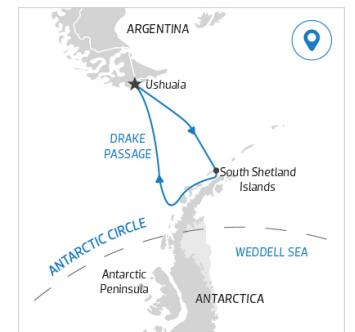 ARGENTINA
Ushuaia
DRAKE
PASSAGE
South Shetland
Islands
ANTARCTIC CIRCLE
WEDDELL SEA
Antarctic
Peninsula
ANTARCTICA